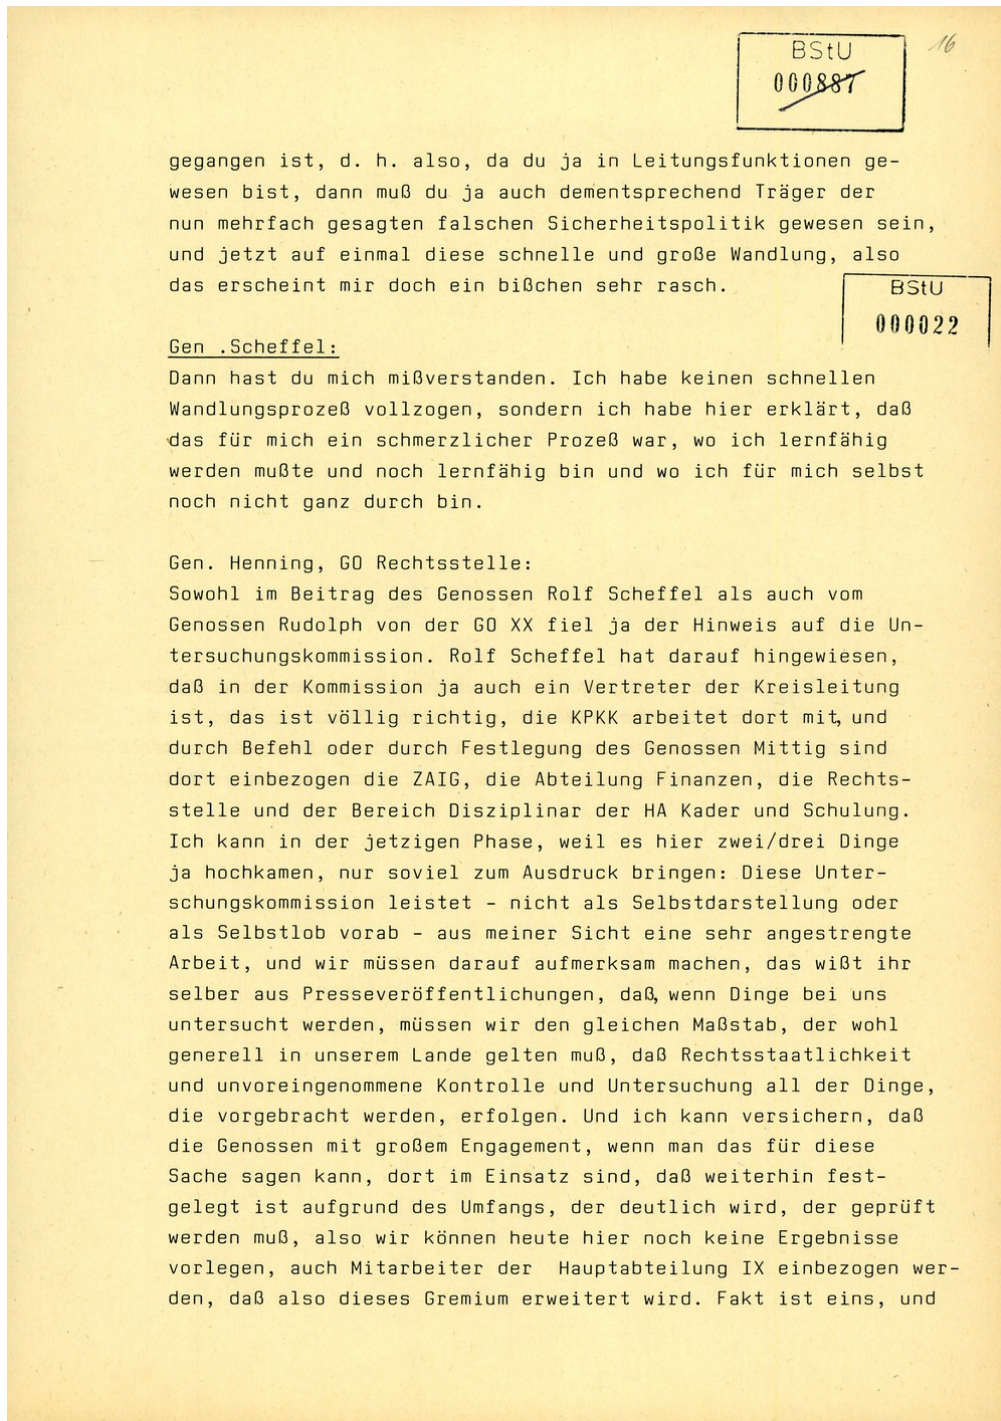 BStU
000887
16
gegangen ist, d. h. also, da du ja in Leitungsfunktionen ge-
wesen bist, dann muß du ja auch dementsprechend Träger der
nun mehrfach gesagten falschen Sicherheitspolitik gewesen sein,
und jetzt auf einmal diese schnelle und große Wandlung, also
das erscheint mir doch ein bißchen sehr rasch.
BStU
000022
Gen .Scheffel:
Dann hast du mich mißverstanden. Ich habe keinen schnellen
Wandlungsprozeß vollzogen, sondern ich habe hier erklärt, daß
das für mich ein schmerzlicher Prozeß war, wo ich lernfähig
werden mußte und noch lernfähig bin und wo ich für mich selbst
noch nicht ganz durch bin.
Gen. Henning, GO Rechtsstelle:
Sowohl im Beitrag des Genossen Rolf Scheffel als auch vom
Genossen Rudolph von der GO XX fiel ja der Hinweis auf die Un-
tersuchungskommission. Rolf Scheffel hat darauf hingewiesen,
daß in der Kommission ja auch ein Vertreter der Kreisleitung
ist, das ist völlig richtig, die KPKK arbeitet dort mit, und
durch Befehl oder durch Festlegung des Genossen Mittig sind
dort einbezogen die ZAIG, die Abteilung Finanzen, die Rechts-
stelle und der Bereich Disziplinar der HA Kader und Schulung.
Ich kann in der jetzigen Phase, weil es hier zwei/drei Dinge
ja hochkamen, nur soviel zum Ausdruck bringen: Diese Unter-
schungskommission leistet - nicht als Selbstdarstellung oder
als Selbstlob vorab - aus meiner Sicht eine sehr angestrengte
Arbeit, und wir müssen darauf aufmerksam machen, das wißt ihr
selber aus Presseveröffentlichungen, daß, wenn Dinge bei uns
untersucht werden, müssen wir den gleichen Maßstab, der wohl
generell in unserem Lande gelten muß, daß Rechtsstaatlichkeit
und unvoreingenommene Kontrolle und Untersuchung all der Dinge,
die vorgebracht werden, erfolgen. Und ich kann versichern, daß
die Genossen mit großem Engagement, wenn man das für diese
Sache sagen kann, dort im Einsatz sind, daß weiterhin fest-
gelegt ist aufgrund des Umfangs, der deutlich wird, der geprüft
werden muß, also wir können heute hier noch keine Ergebnisse
vorlegen, auch Mitarbeiter der Hauptabteilung IX einbezogen wer-
den, daß also dieses Gremium erweitert wird. Fakt ist eins, und